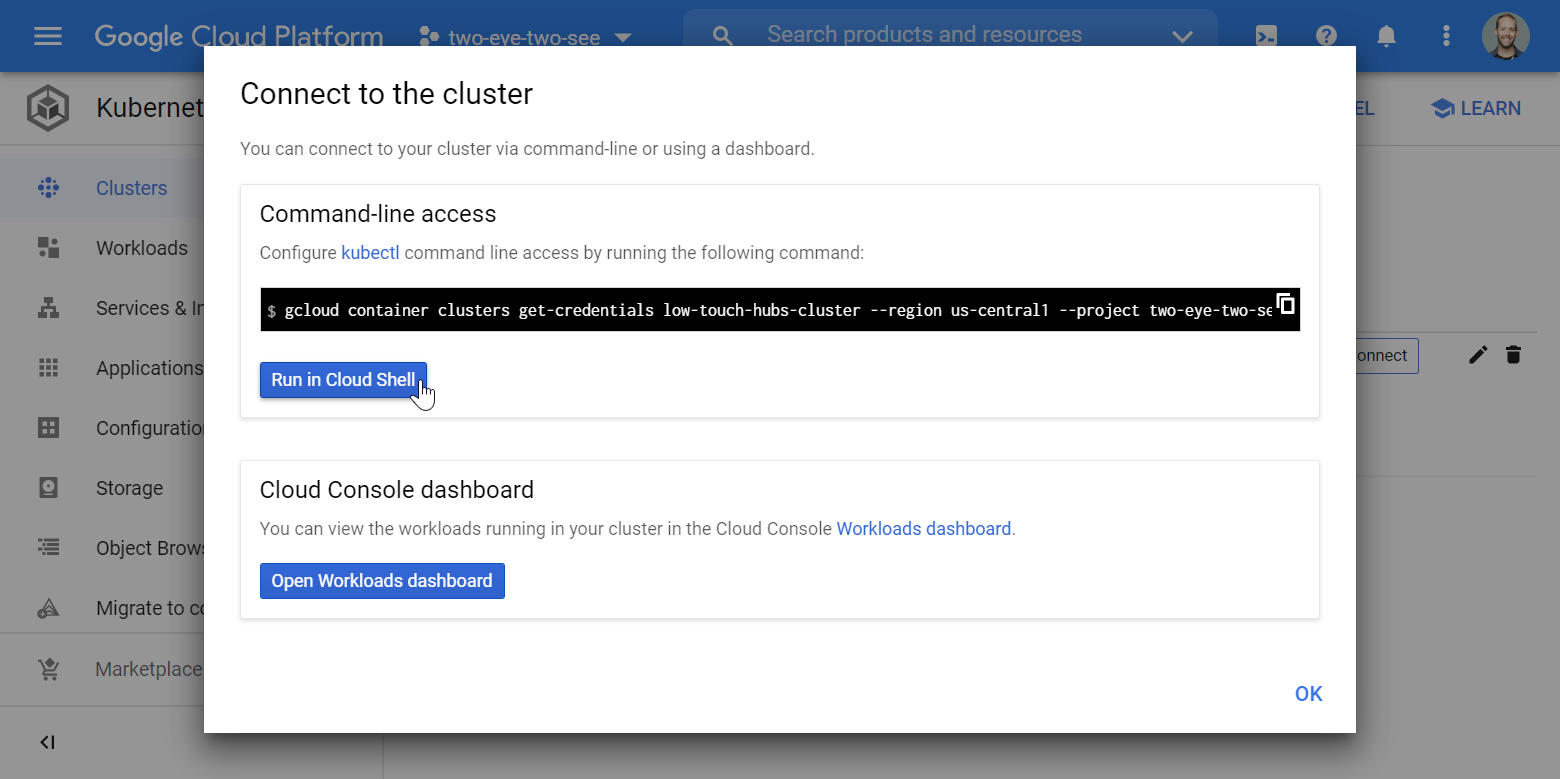 Google Cloud Platform
two-eye-two-see
Search products and resources
Kubernet
EL
LEARN
Clusters
Workloads
Services & In
Applications
Configuratio
Storage
Object Brows
Migrate to co
Marketplace
Connect to the cluster
You can connect to your cluster via command-line or using a dashboard.
Command-line access
Configure kubectl command line access by running the following command:
$ gcloud container clusters get-credentials low-touch-hubs-cluster --region us-central1 --project two-eye-two-se
Run in Cloud Shell
Cloud Console dashboard
You can view the workloads running in your cluster in the Cloud Console Workloads dashboard.
Open Workloads dashboard
OK
onnect